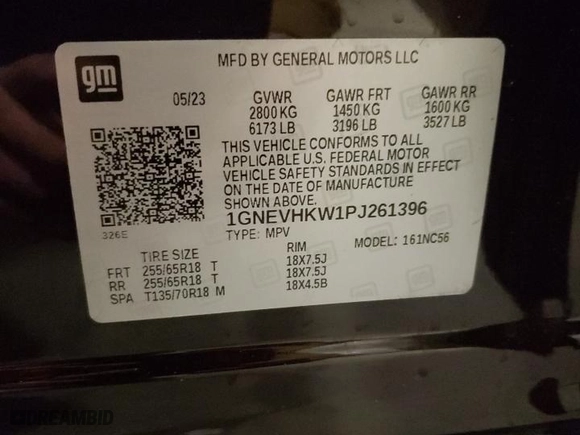 gm
MFD BY GENERAL MOTORS LLC
05/23 GVWR GAWR FRT GAWR RR
2800 KG 1450 KG 1600 KG
6173 LB 3196 LB 3527 LB
THIS VEHICLE CONFORMS TO ALL
APPLICABLE U.S. FEDERAL MOTOR
VEHICLE SAFETY STANDARDS IN EFFECT
ON THE DATE OF MANUFACTURE
SHOWN ABOVE.
1GNEVHKW1PJ261396
326E
TYPE: MPV MODEL: 161NC56
TIRE SIZE RIM
FRT 255/65R18 T 18X7.5J
RR 255/65R18 T 18X7.5J
SPA T135/70R18 M 18X4.5B
DREAMBID